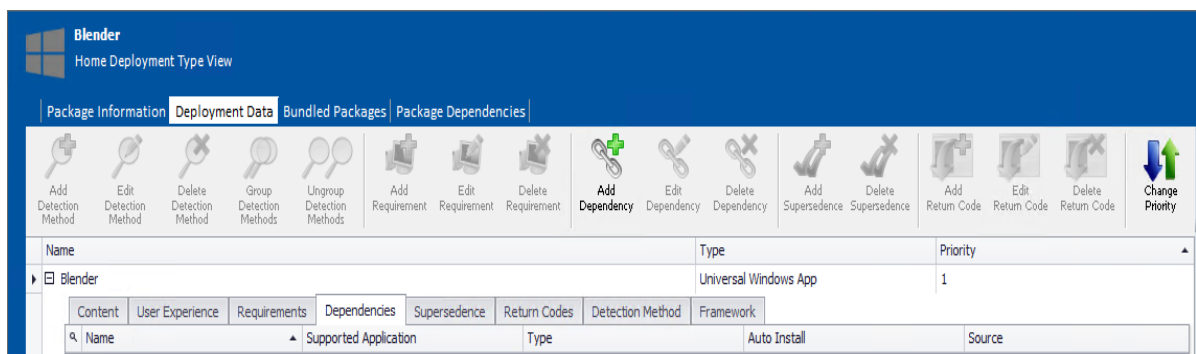 Blender
Home Deployment Type View
Package Information Deployment Data Bundled Packages Package Dependencies
Add Detection Method
Edit Detection Method
Delete Detection Method
Group Detection Methods
Ungroup Detection Methods
Add Requirement
Edit Requirement
Delete Requirement
Add Dependency
Edit Dependency
Delete Dependency
Add Supersedence
Delete Supersedence
Add Return Code
Edit Return Code
Delete Return Code
Change Priority
Name Type Priority
Blender Universal Windows App 1
Content User Experience Requirements Dependencies Supersedence Return Codes Detection Method Framework
Name Supported Application Type Auto Install Source